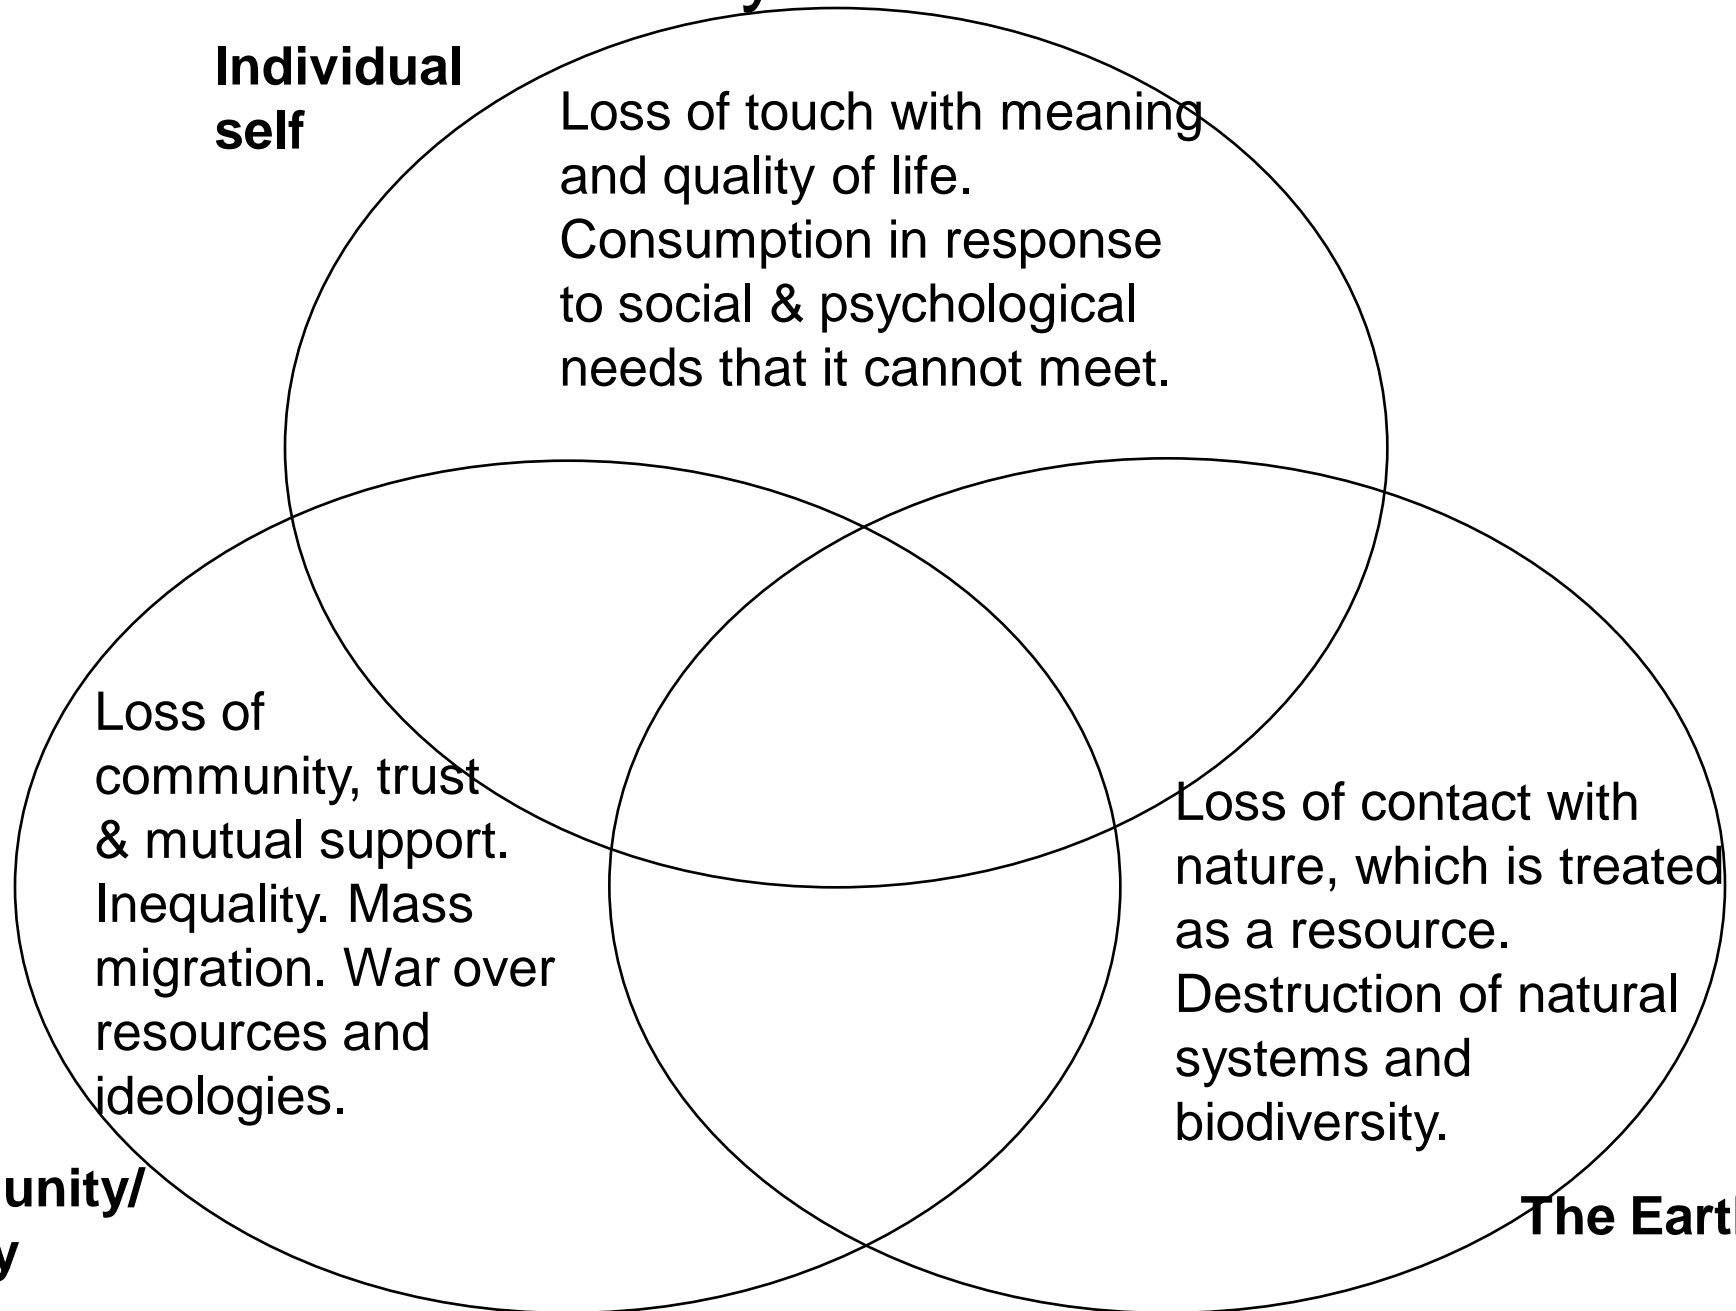 Individual
self
Loss of touch with meaning
and quality of life.
Consumption in response
to social & psychological
needs that it cannot meet.
Loss of
community, trust
& mutual support.
Inequality. Mass
migration. War over
resources and
ideologies.
Loss of contact with
nature, which is treated
as a resource.
Destruction of natural
systems and
biodiversity.
unity/
y
The Eart